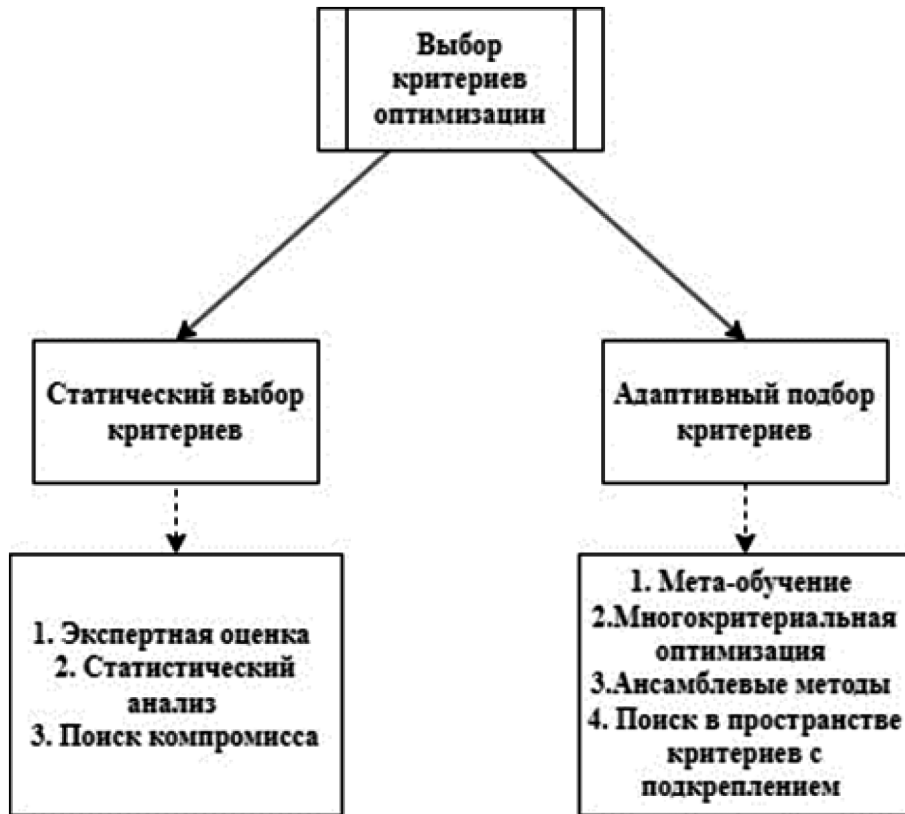 Выбор
критериев
оптимизации
Статический выбор
критериев
Адаптивный подбор
критериев
1. Экспертная оценка
2. Статистический
анализ
3. Поиск компромисса
1. Мета-обучение
2.Многокритериальная
оптимизация
3.Ансамблевые методы
4. Поиск в пространстве
критериев с
подкреплением